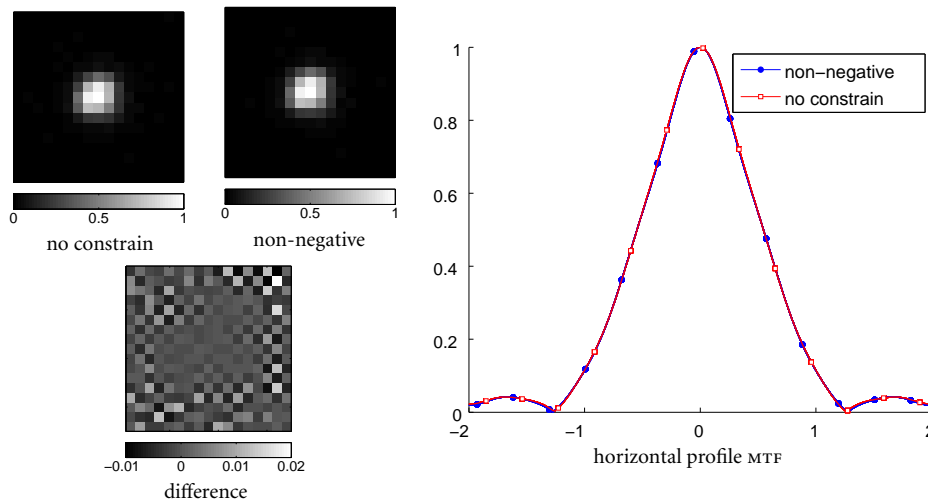 0 0.5 1
no constrain
0 0.5 1
non-negative
−0.01 0 0.01 0.02
difference
1
0.8
0.6
0.4
0.2
0
−2 −1 0 1 2
horizontal profile MTF
non−negative
no constrain